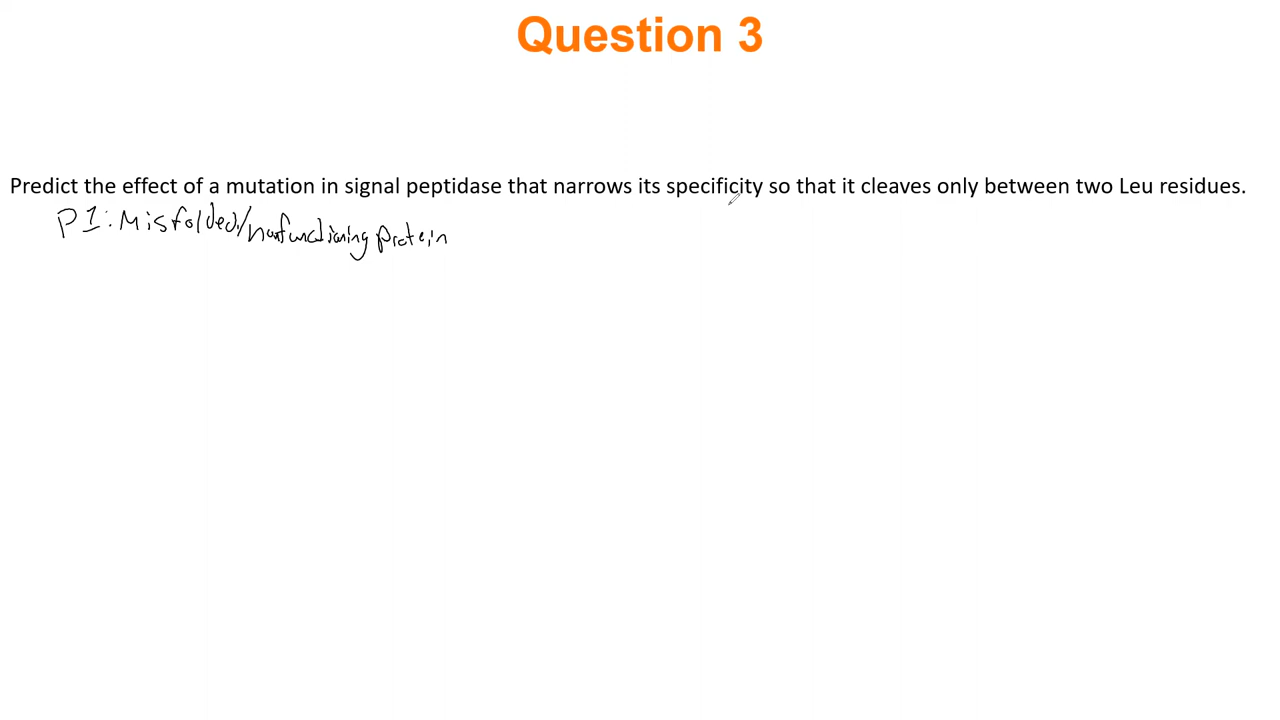 Question 3
Predict the effect of a mutation in signal peptidase that narrows its specificity so that it cleaves only between two Leu residues.
P1: Misfolded/nonfunctioning protein